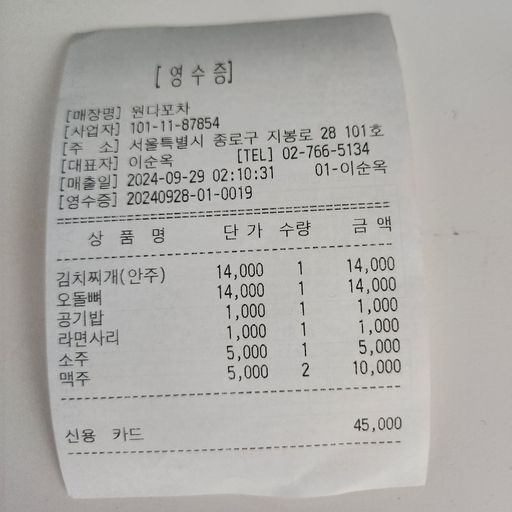 [영수증]
[매장명] 원다포차
[사업자] 101-11-87854
[주 소] 서울특별시 종로구 지봉로 28 101호
[대표자] 이순옥 [TEL] 02-766-5134
[매출일] 2024-09-29 02:10:31 01-이순옥
[영수증] 20240928-01-0019
상 품 명 단 가 수량 금 액
김치찌개(안주) 14,000 1 14,000
오돌뼈 14,000 1 14,000
공기밥 1,000 1 1,000
라면사리 1,000 1 1,000
소주 5,000 1 5,000
맥주 5,000 2 10,000
신용 카드 45,000